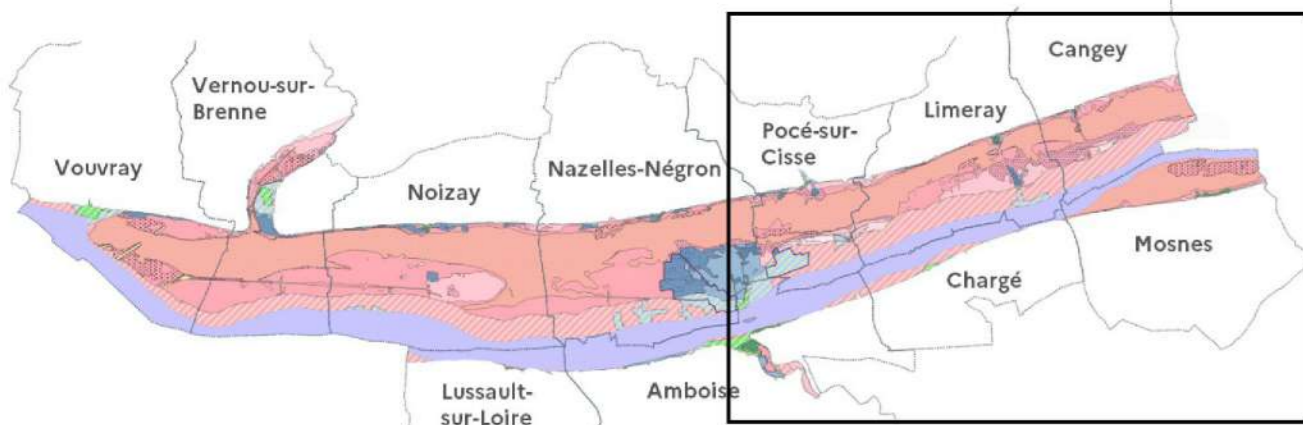 Cangey
Vernou-sur-
Brenne
Limeray
Pocé-sur-
Cisse
Vouvray
Nazelles-Négron
Noizay
Mosnes
Chargé
Lussault-
sur-Loire
Amboise